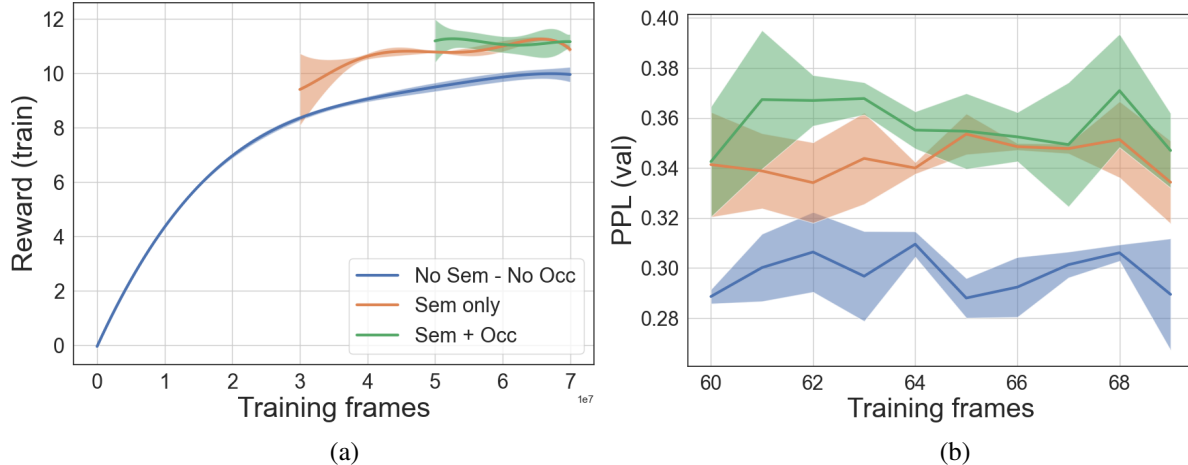 12
10
8
6
4
2
0
Reward (train)
No Sem - No Occ
Sem only
Sem + Occ
0 1 2 3 4 5 6 7
1e7
Training frames
(a)
0.40
0.38
0.36
0.34
0.32
0.30
0.28
PPL (val)
60 62 64 66 68
Training frames
(b)